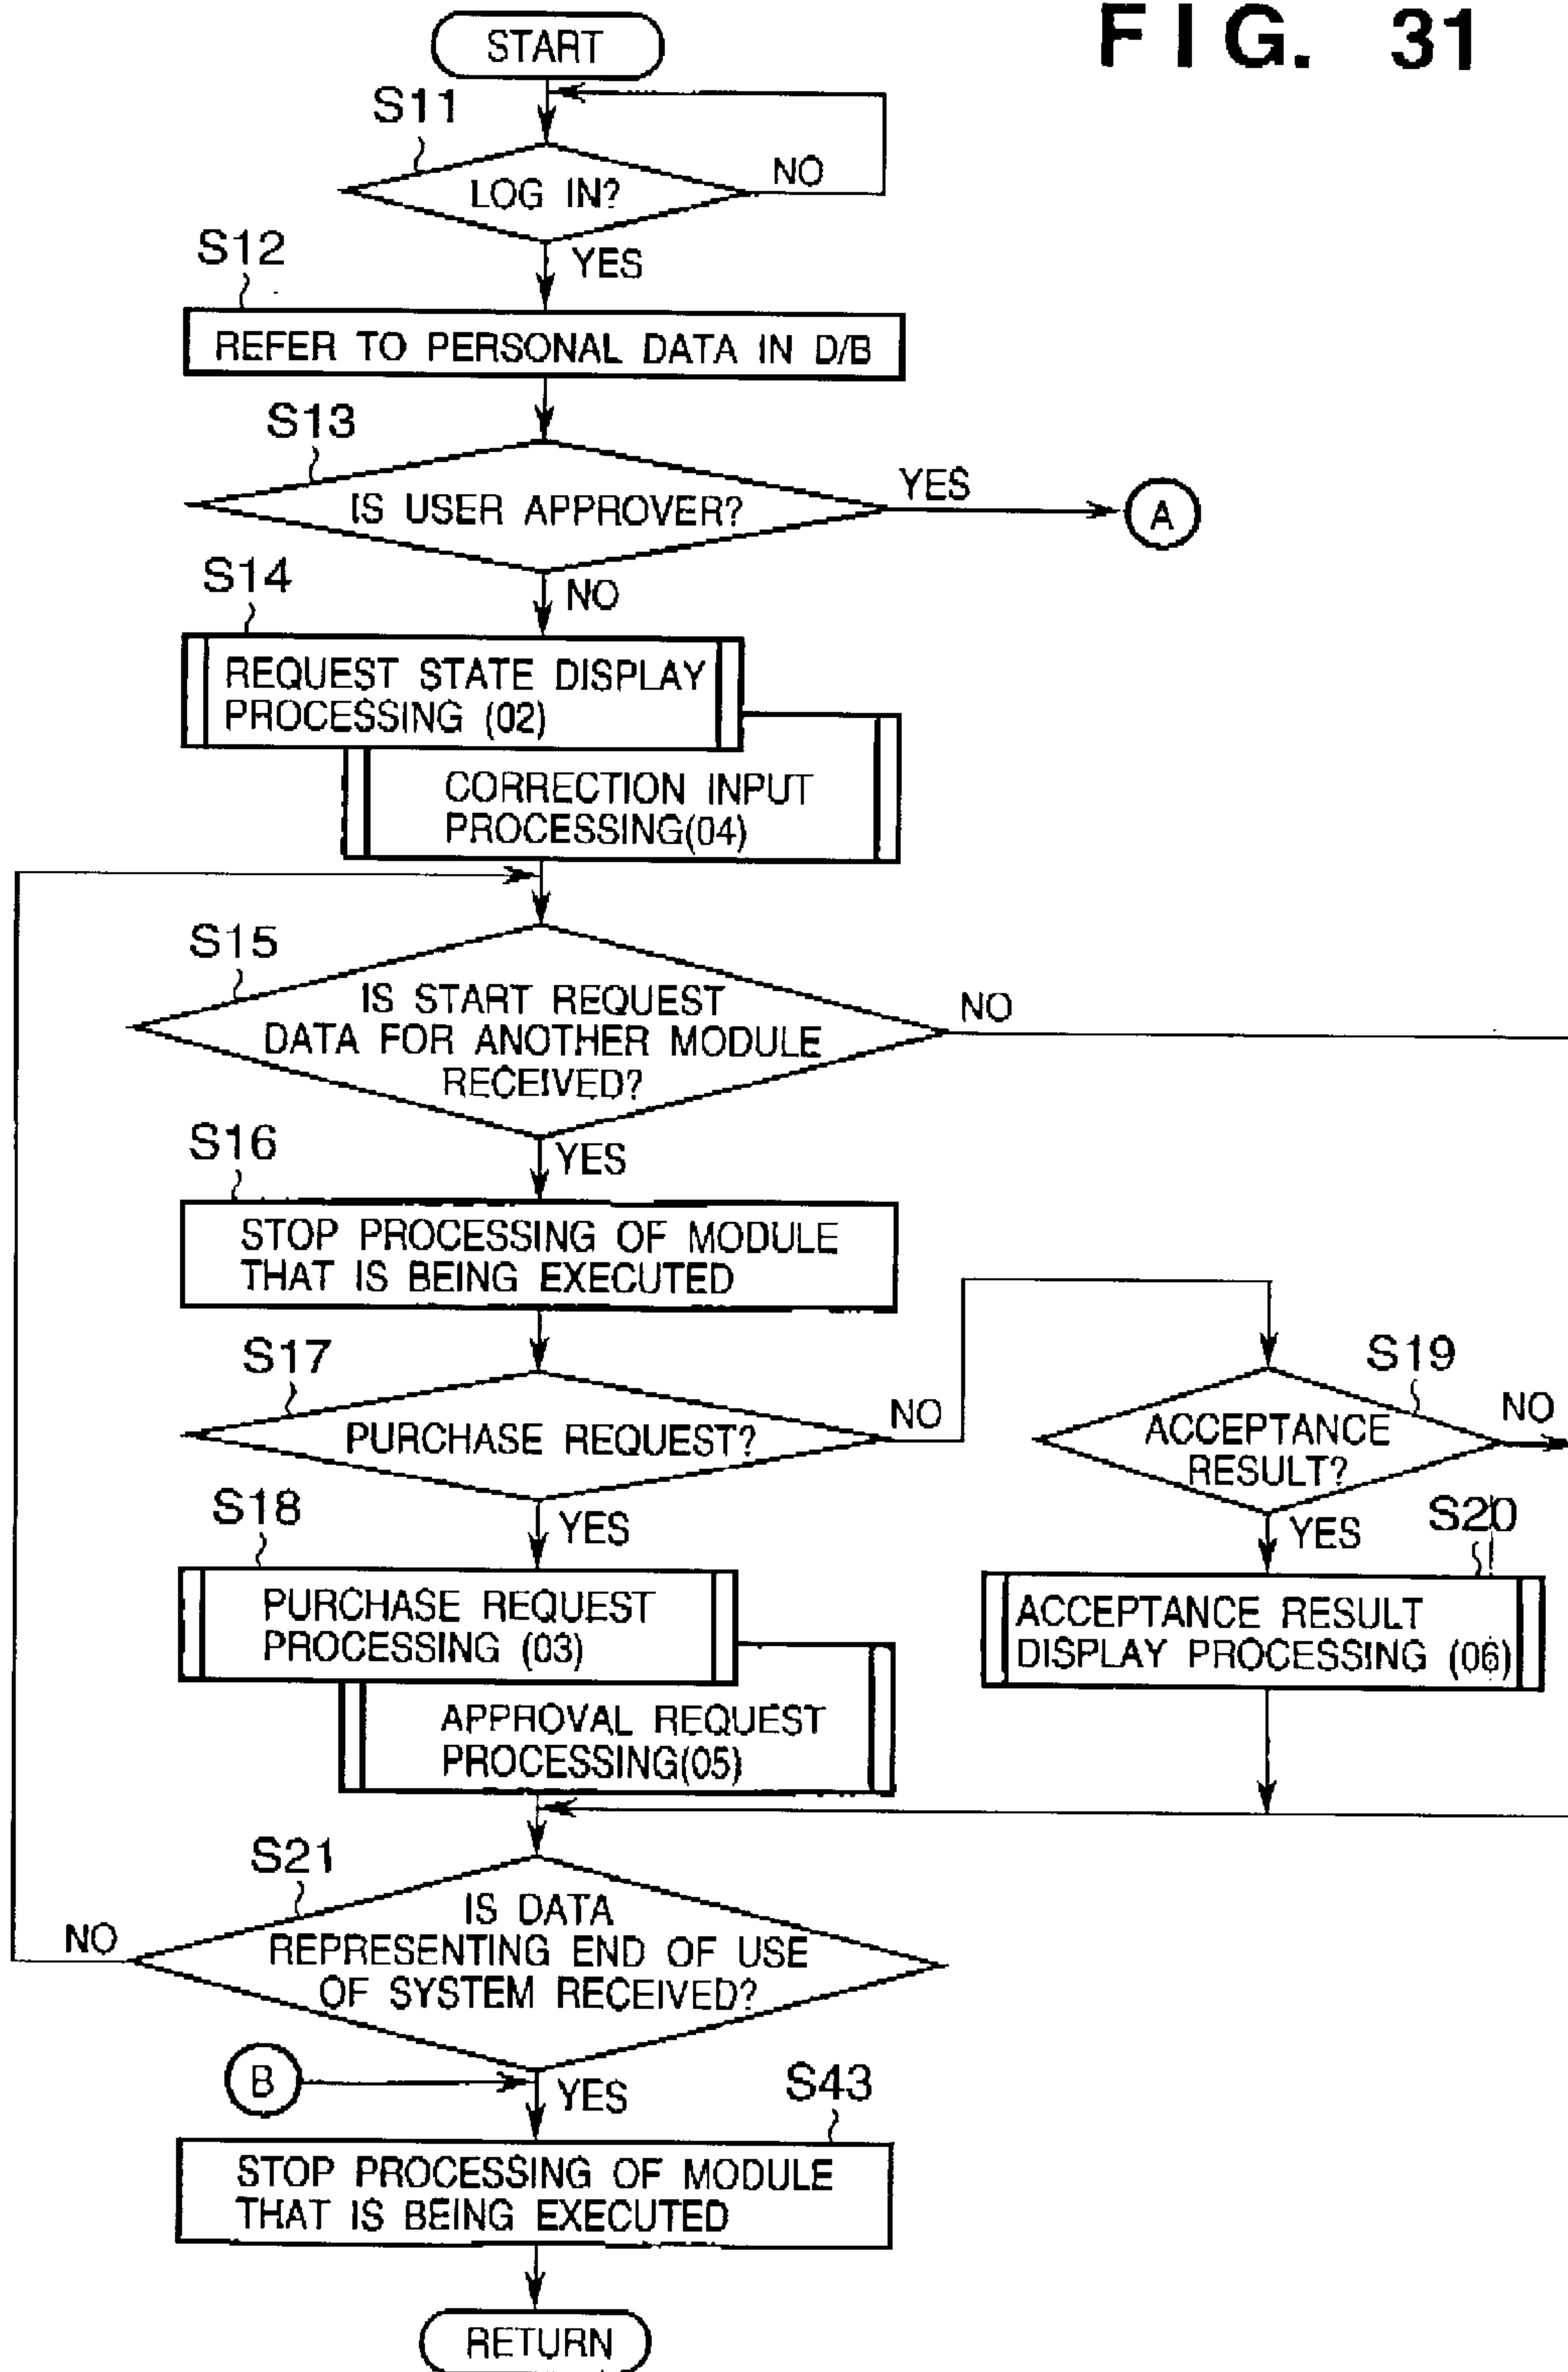 FIG. 31
START
S11
LOG IN?
NO
YES
S12
REFER TO PERSONAL DATA IN D/B
S13
IS USER APPROVER?
YES
A
NO
S14
REQUEST STATE DISPLAY
PROCESSING (02)
CORRECTION INPUT
PROCESSING(04)
S15
IS START REQUEST
DATA FOR ANOTHER MODULE
RECEIVED?
NO
YES
S16
STOP PROCESSING OF MODULE
THAT IS BEING EXECUTED
S17
PURCHASE REQUEST?
NO
YES
S19
ACCEPTANCE
RESULT?
NO
YES
S18
PURCHASE REQUEST
PROCESSING (03)
APPROVAL REQUEST
PROCESSING(05)
S20
ACCEPTANCE RESULT
DISPLAY PROCESSING (06)
S21
IS DATA
REPRESENTING END OF USE
OF SYSTEM RECEIVED?
NO
YES
B
S43
STOP PROCESSING OF MODULE
THAT IS BEING EXECUTED
RETURN